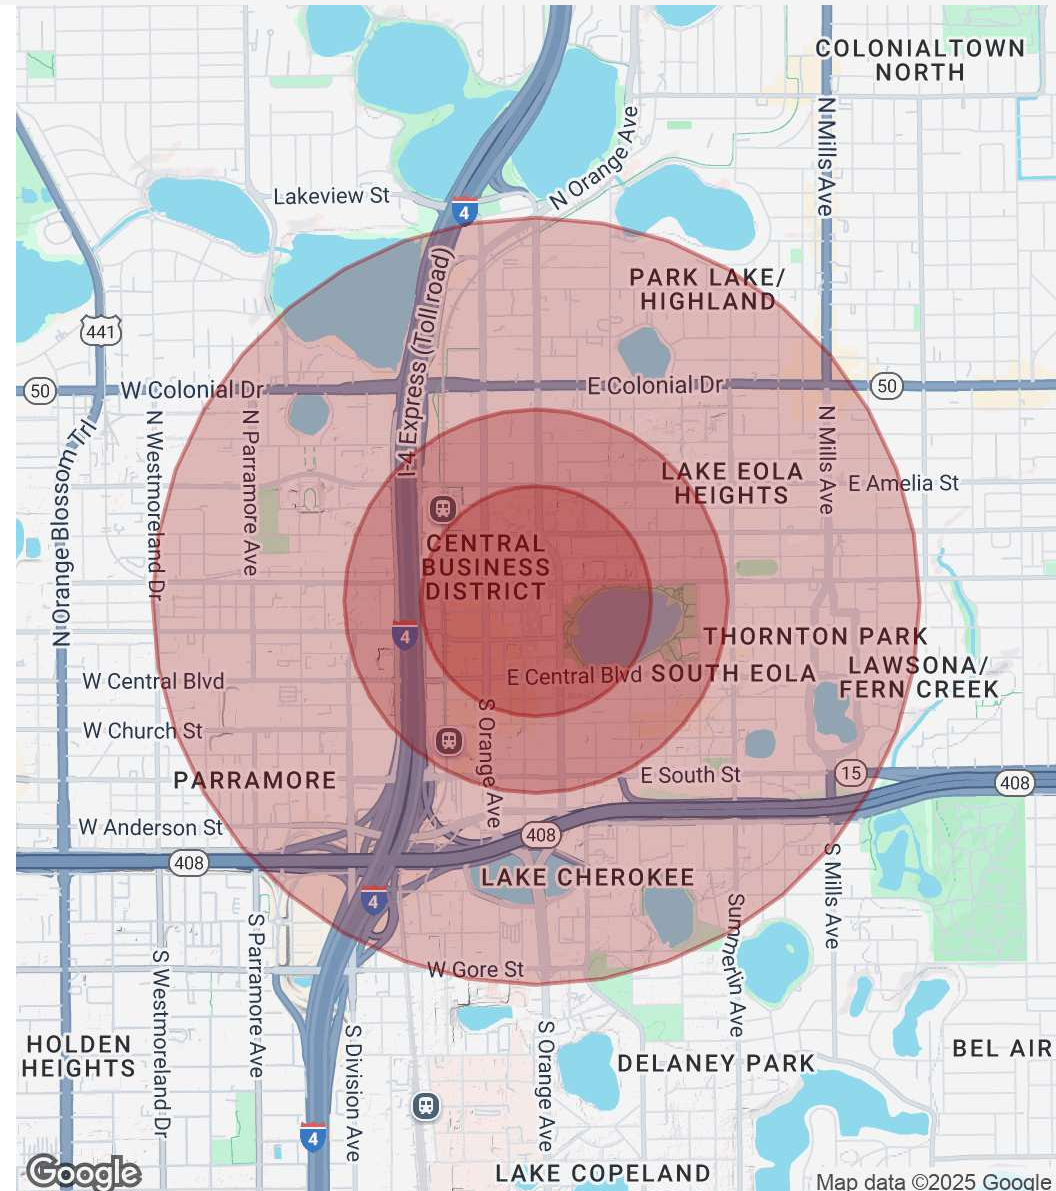 COLONIALTOWN
NORTH
N Mills Ave
N Orange Ave
Lakeview St
4
I-4 Express (Toll road)
PARK LAKE/
HIGHLAND
441
50
W Colonial Dr
E Colonial Dr
50
N Orange Blossom Trl
N Westmoreland Dr
N Parramore Ave
N Mills Ave
LAKE EOLA
HEIGHTS
E Amelia St
CENTRAL
BUSINESS
DISTRICT
4
THORNTON PARK
E Central Blvd
SOUTH EOLA
LAWSONA/
FERN CREEK
W Central Blvd
S Orange Ave
W Church St
PARRAMORE
E South St
15
408
W Anderson St
408
408
LAKE CHEROKEE
4
S Mills Ave
Summerlin Ave
S Parramore Ave
S Westmoreland Dr
W Gore St
S Division Ave
S Orange Ave
HOLDEN
HEIGHTS
DELANEY PARK
BEL AIR
4
LAKE COPELAND
Google
Map data ©2025 Google